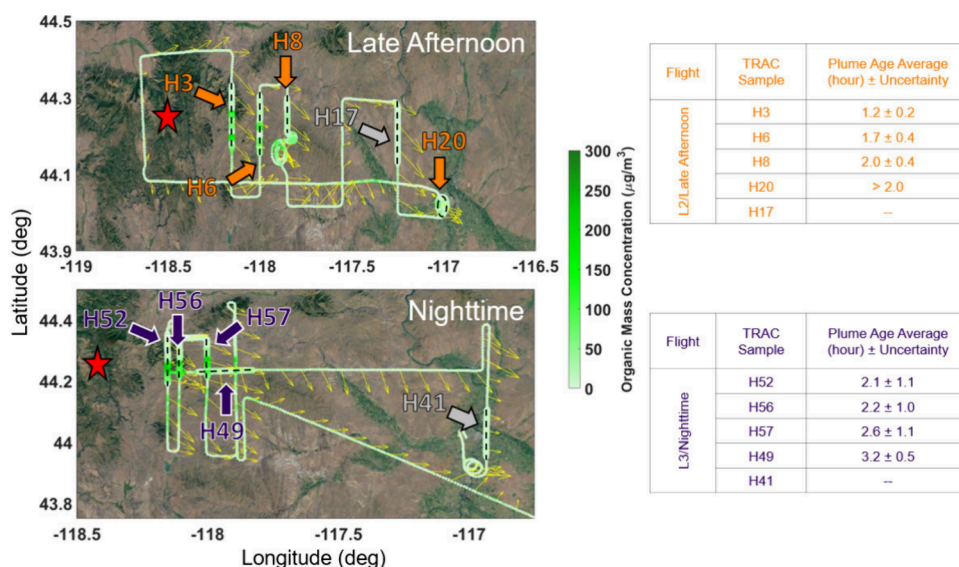 Late Afternoon
H3
H8
H6
H17
H20
44.5
44.3
44.1
43.9
-119
-118.5
-118
-117.5
-117
-116.5
Nighttime
H52
H56
H57
H49
H41
44.4
44.2
44
43.8
-118.5
-118
-117.5
-117
Latitude (deg)
Longitude (deg)
300
250
200
150
100
50
0
Organic Mass Concentration (μg/m³)
Flight TRAC Sample Plume Age Average (hour) ± Uncertainty
L2/Late Afternoon
H3 1.2 ± 0.2
H6 1.7 ± 0.4
H8 2.0 ± 0.4
H20 > 2.0
H17 --
Flight TRAC Sample Plume Age Average (hour) ± Uncertainty
L3/Nighttime
H52 2.1 ± 1.1
H56 2.2 ± 1.0
H57 2.6 ± 1.1
H49 3.2 ± 0.5
H41 --